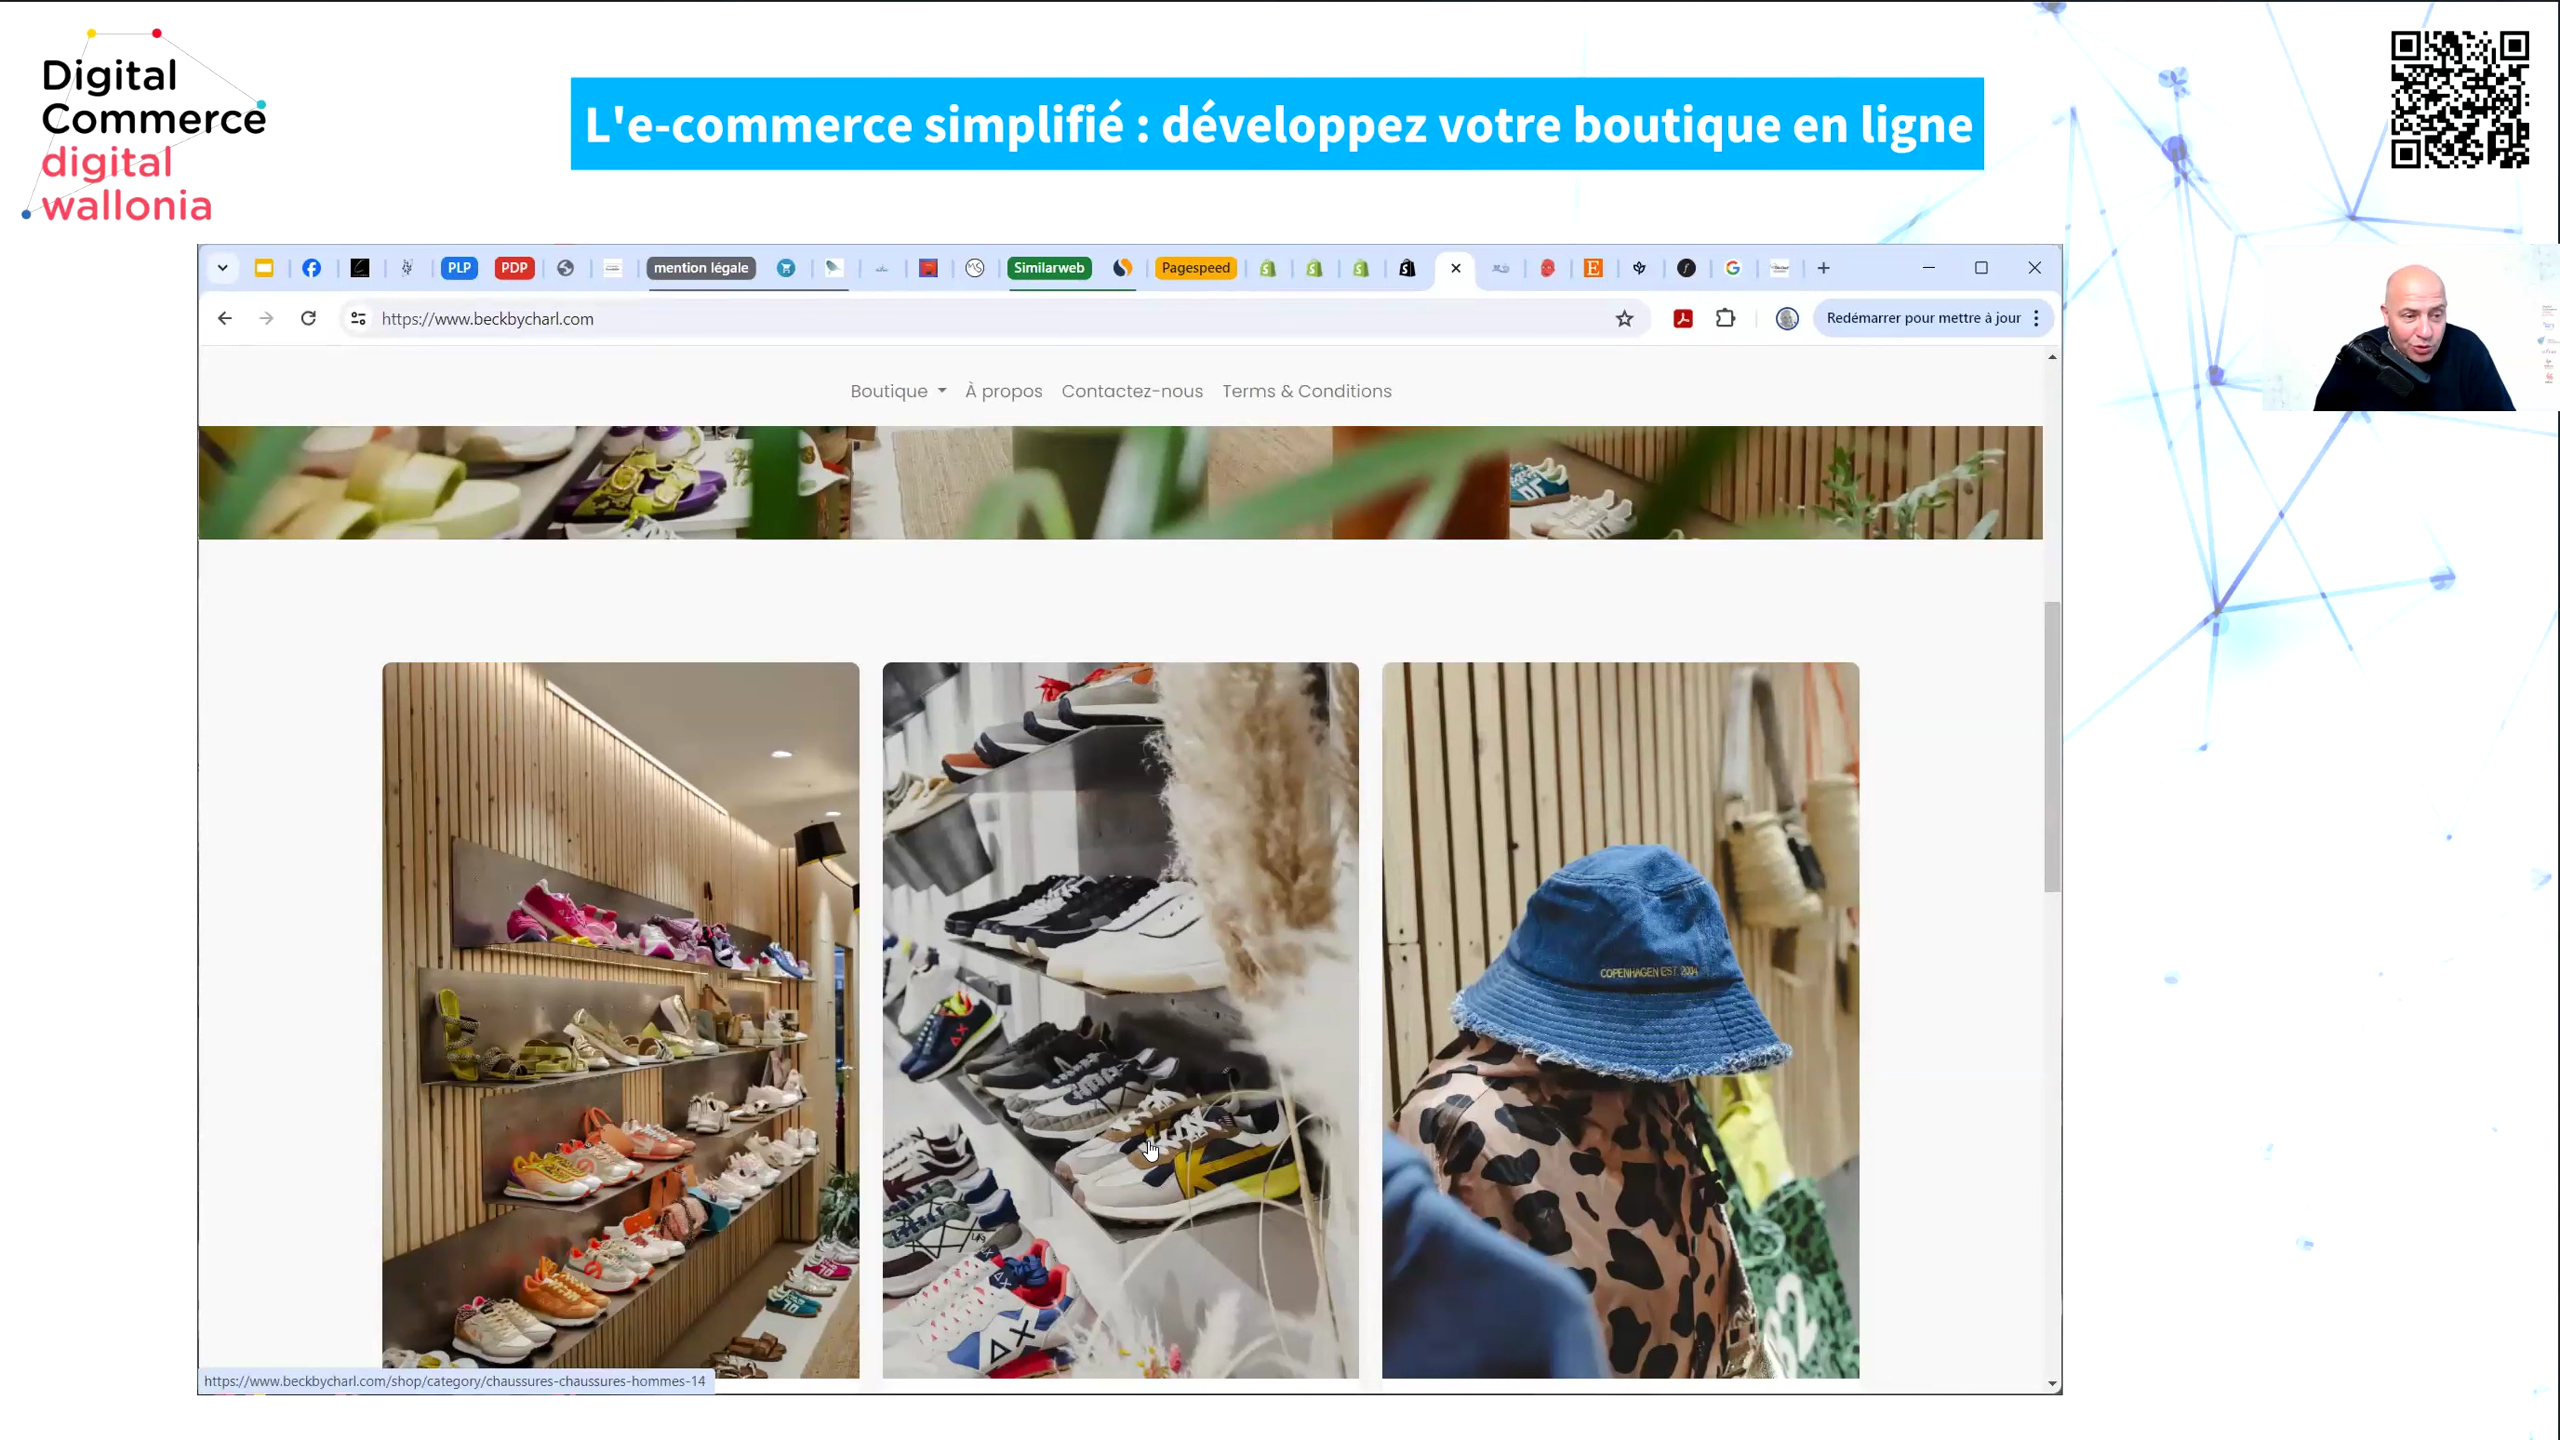 Digital
Commerce
digital
wallonia
L'e-commerce simplifié : développez votre boutique en ligne
PLP
PDP
mention légale
Similarweb
Pagespeed
https://www.beckbycharl.com
Redémarrer pour mettre à jour
Boutique
À propos
Contactez-nous
Terms & Conditions
COPENHAGEN EST. 2004
https://www.beckbycharl.com/shop/category/chaussures-chaussures-hommes-14